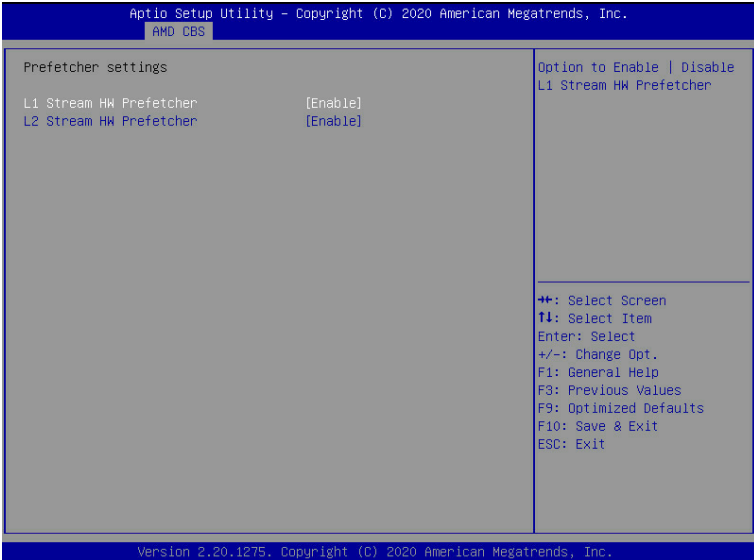 Aptio Setup Utility – Copyright (C) 2020 American Megatrends, Inc.
AMD CBS
Prefetcher settings
L1 Stream HW Prefetcher [Enable]
L2 Stream HW Prefetcher [Enable]
Option to Enable | Disable
L1 Stream HW Prefetcher
→←: Select Screen
↑↓: Select Item
Enter: Select
+/-: Change Opt.
F1: General Help
F3: Previous Values
F9: Optimized Defaults
F10: Save & Exit
ESC: Exit
Version 2.20.1275. Copyright (C) 2020 American Megatrends, Inc.